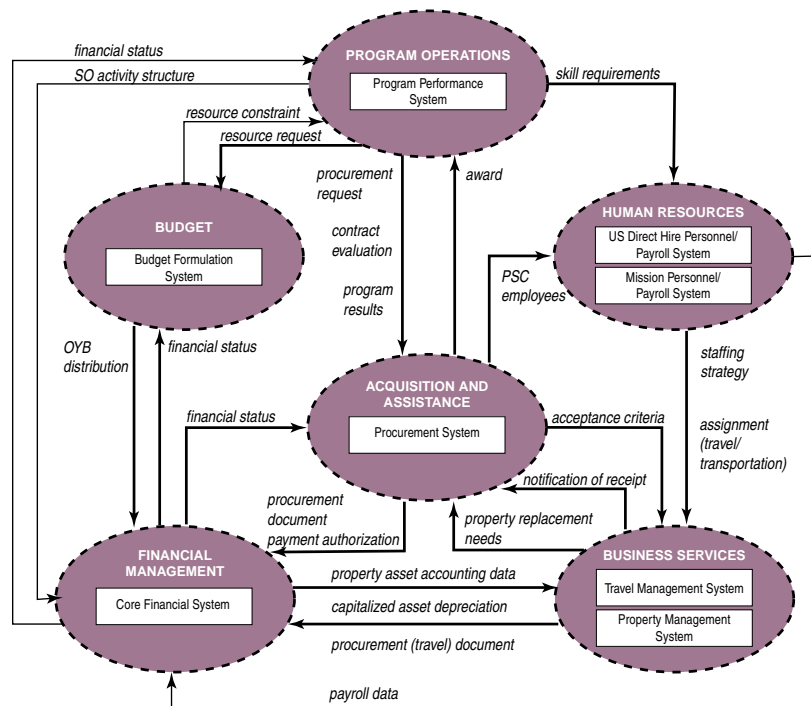 financial status
PROGRAM OPERATIONS
SO activity structure
Program Performance
System
skill requirements
resource constraint
resource request
procurement
request
award
contract
evaluation
program
results
BUDGET
Budget Formulation
System
HUMAN RESOURCES
US Direct Hire Personnel/
Payroll System
Mission Personnel/
Payroll System
PSC
employees
OYB
distribution
financial status
staffing
strategy
ACQUISITION AND
ASSISTANCE
Procurement System
financial status
acceptance criteria
assignment
(travel/
transportation)
notification of receipt
procurement
document
payment authorization
property replacement
needs
FINANCIAL
MANAGEMENT
Core Financial System
BUSINESS SERVICES
Travel Management System
Property Management
System
property asset accounting data
capitalized asset depreciation
procurement (travel) document
payroll data